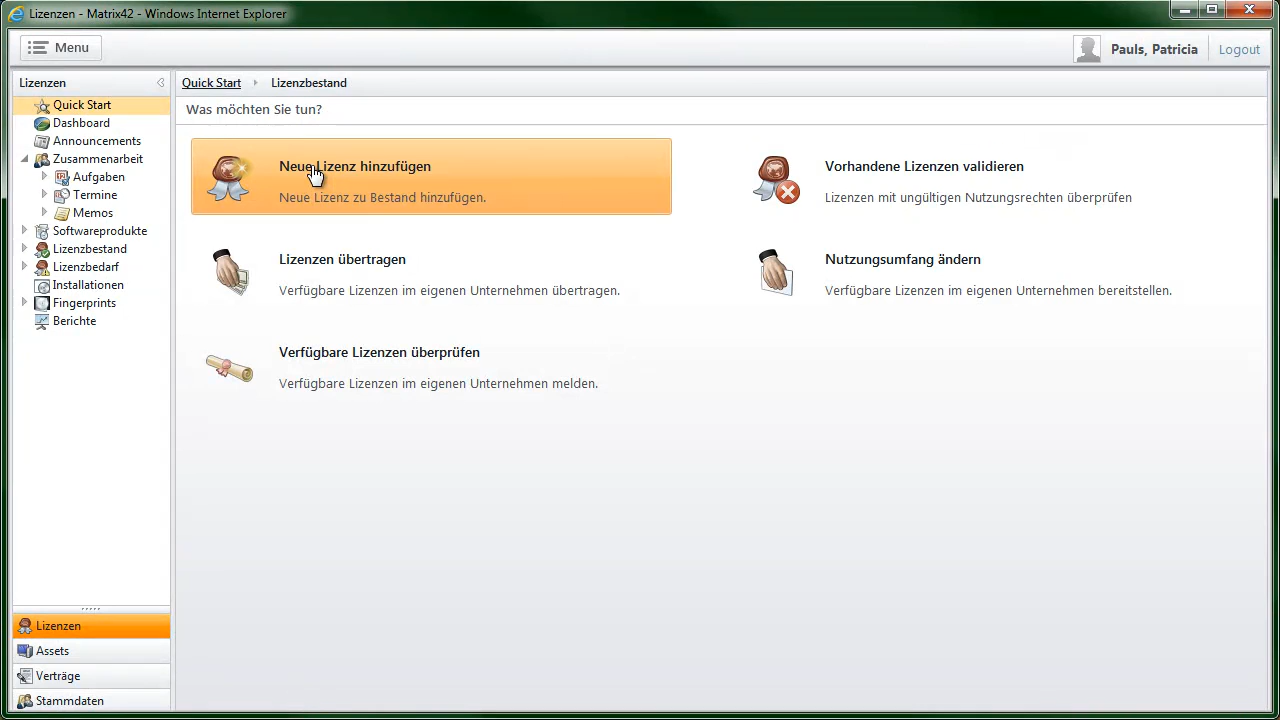 Lizenzen - Matrix42 - Windows Internet Explorer
Menu
Pauls, Patricia
Logout
Lizenzen
Quick Start
Dashboard
Announcements
Zusammenarbeit
Aufgaben
Termine
Memos
Softwareprodukte
Lizenzbestand
Lizenzbedarf
Installationen
Fingerprints
Berichte
Lizenzen
Assets
Verträge
Stammdaten
Quick Start Lizenzbestand
Was möchten Sie tun?
Neue Lizenz hinzufügen
Neue Lizenz zu Bestand hinzufügen.
Vorhandene Lizenzen validieren
Lizenzen mit ungültigen Nutzungsrechten überprüfen
Lizenzen übertragen
Verfügbare Lizenzen im eigenen Unternehmen übertragen.
Nutzungsumfang ändern
Verfügbare Lizenzen im eigenen Unternehmen bereitstellen.
Verfügbare Lizenzen überprüfen
Verfügbare Lizenzen im eigenen Unternehmen melden.